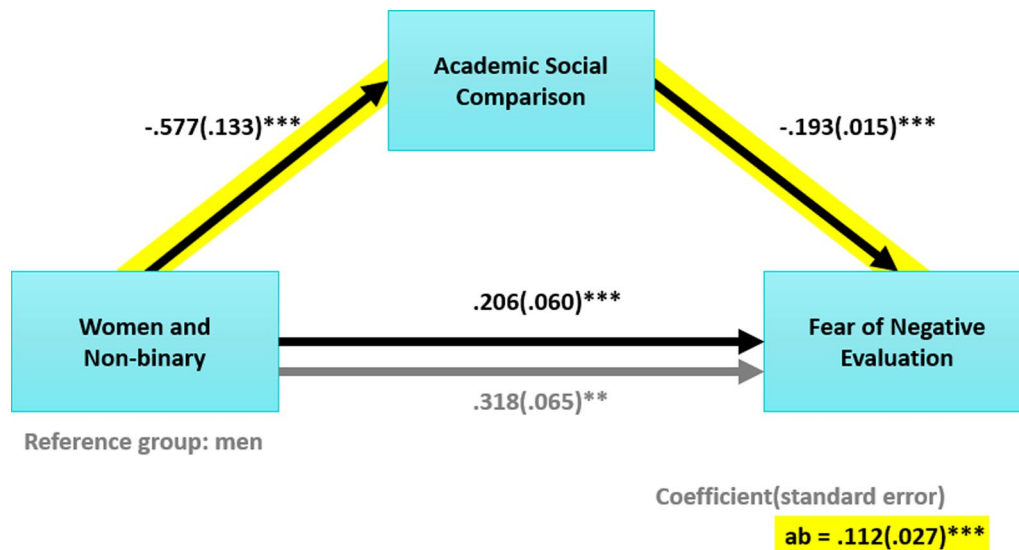 Academic Social
Comparison
-.577(.133)***
-.193(.015)***
Women and
Non-binary
.206(.060)***
Fear of Negative
Evaluation
.318(.065)**
Reference group: men
Coefficient(standard error)
ab = .112(.027)***